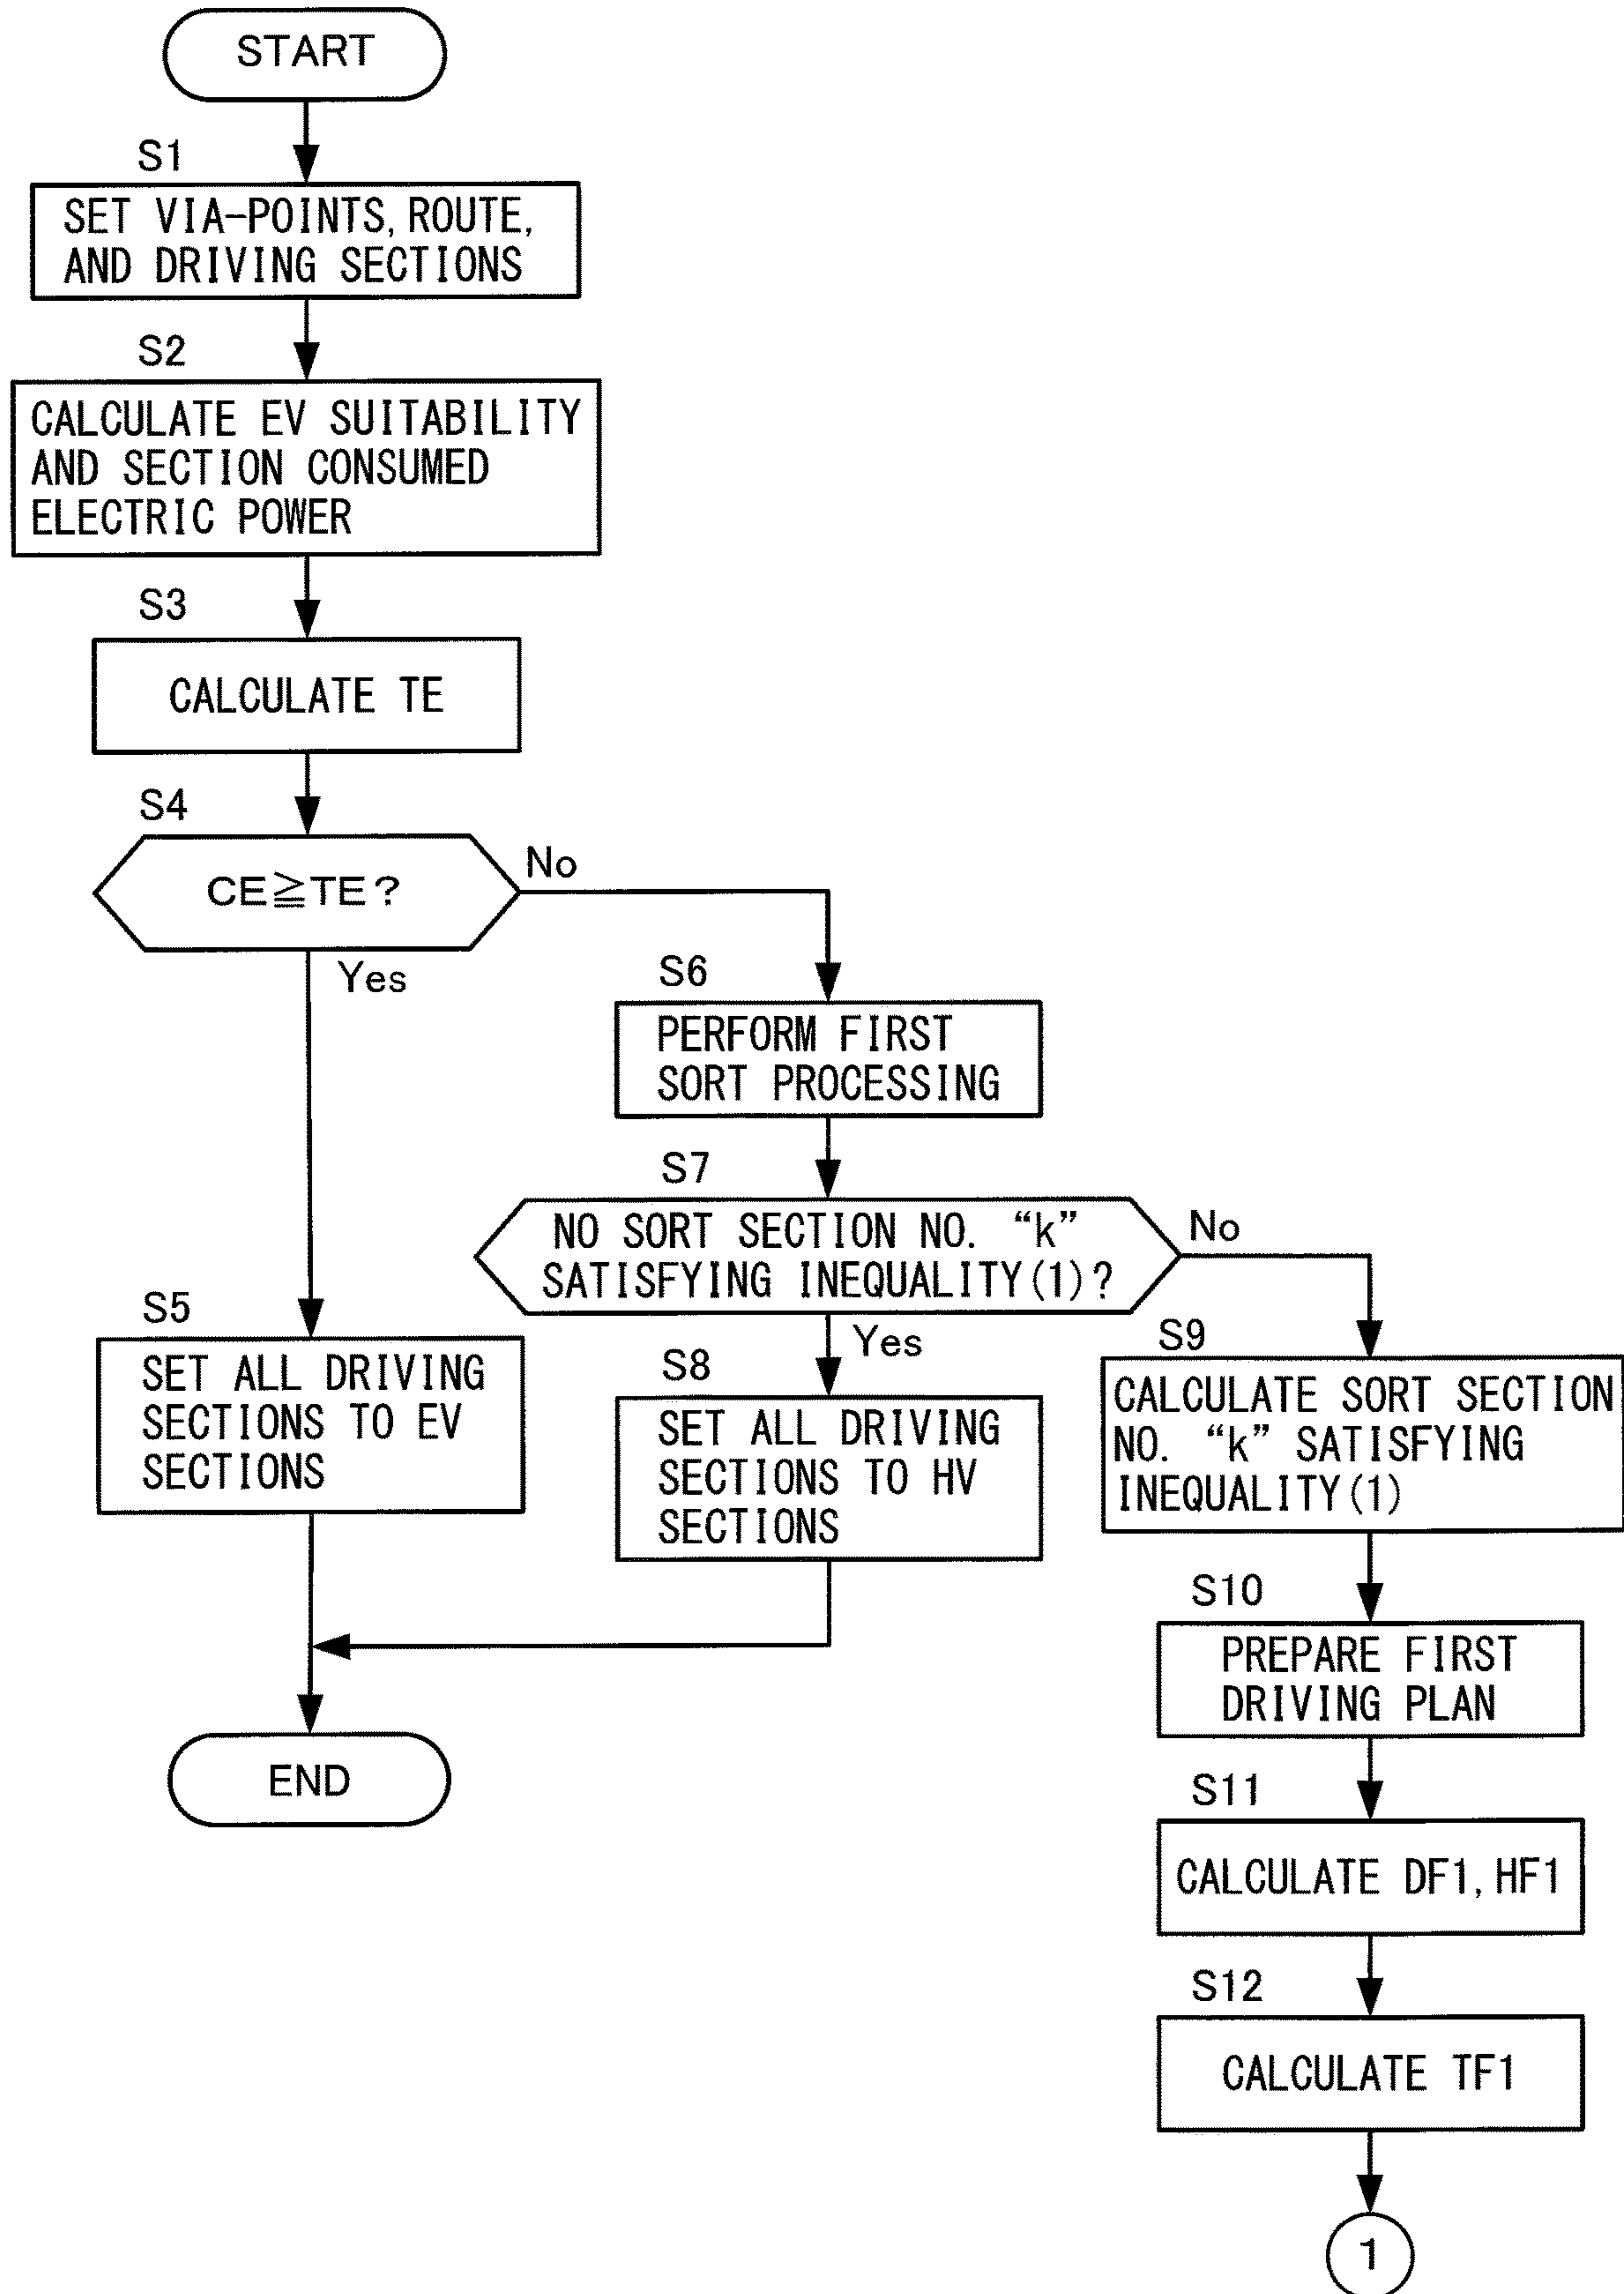 START
S1
SET VIA-POINTS, ROUTE,
AND DRIVING SECTIONS
S2
CALCULATE EV SUITABILITY
AND SECTION CONSUMED
ELECTRIC POWER
S3
CALCULATE TE
S4
CE≧TE?
No
Yes
S6
PERFORM FIRST
SORT PROCESSING
S7
NO SORT SECTION NO. “k”
SATISFYING INEQUALITY(1)?
No
Yes
S5
SET ALL DRIVING
SECTIONS TO EV
SECTIONS
S8
SET ALL DRIVING
SECTIONS TO HV
SECTIONS
S9
CALCULATE SORT SECTION
NO. “k” SATISFYING
INEQUALITY(1)
S10
PREPARE FIRST
DRIVING PLAN
END
S11
CALCULATE DF1, HF1
S12
CALCULATE TF1
1